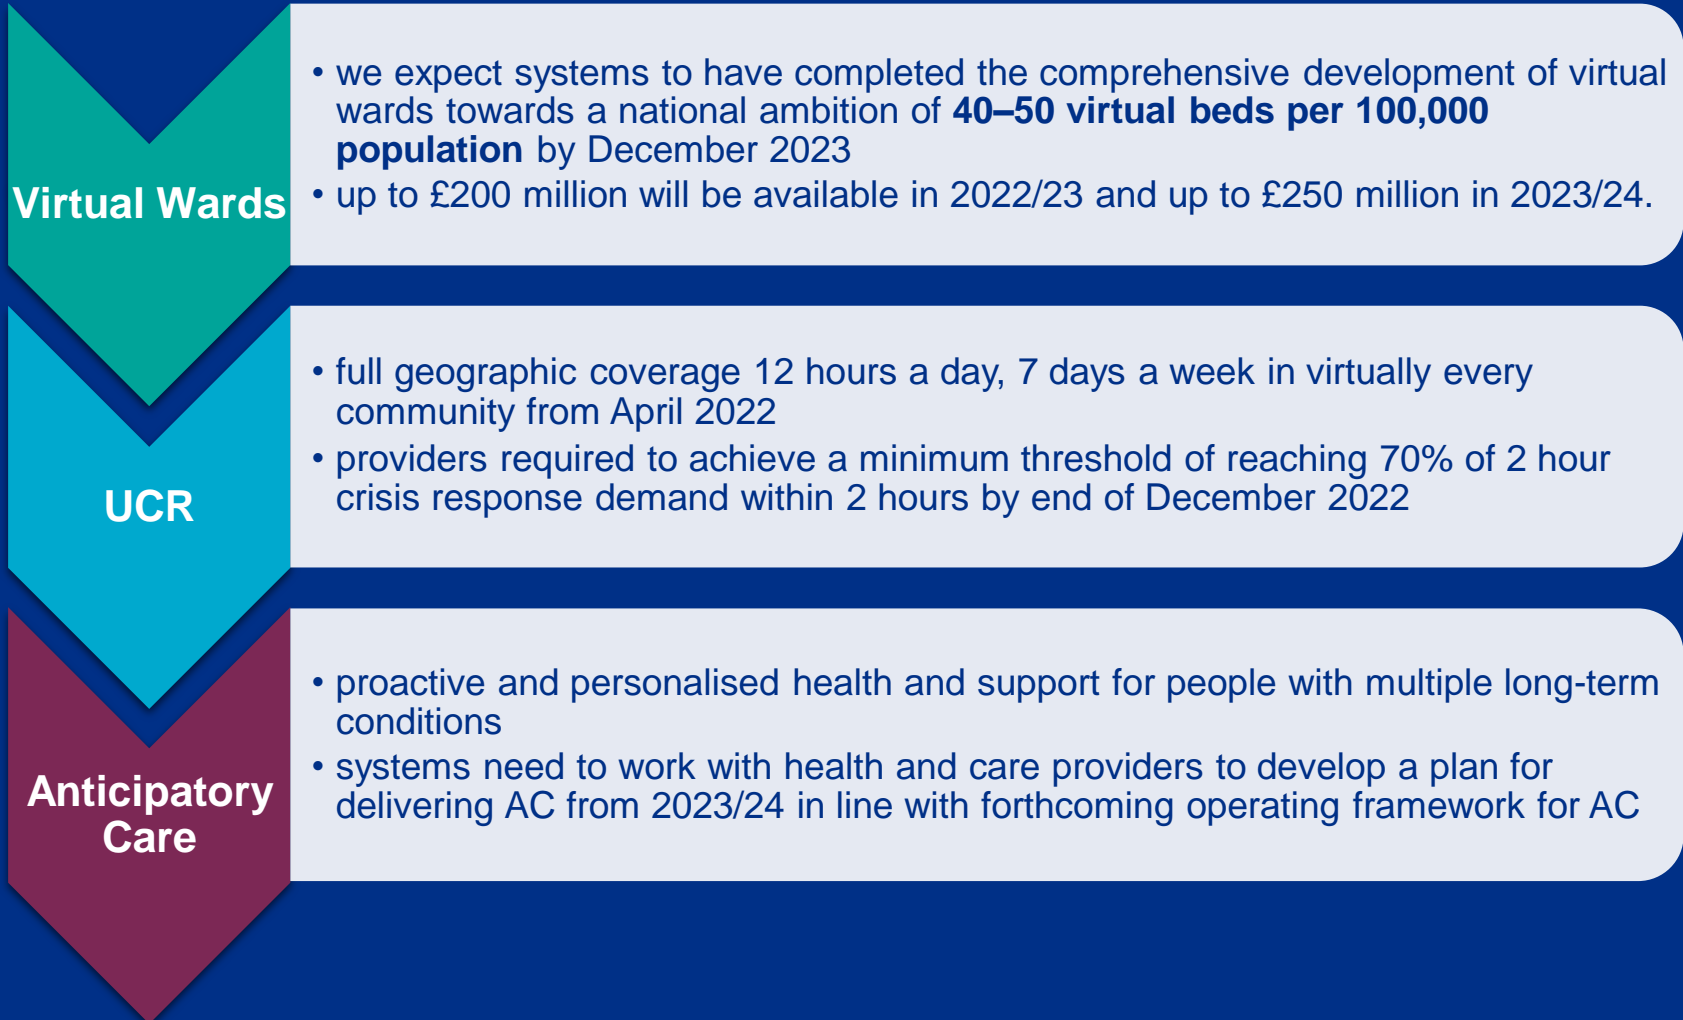 Virtual Wards
• we expect systems to have completed the comprehensive development of virtual
wards towards a national ambition of 40–50 virtual beds per 100,000
population by December 2023
• up to £200 million will be available in 2022/23 and up to £250 million in 2023/24.
UCR
• full geographic coverage 12 hours a day, 7 days a week in virtually every
community from April 2022
• providers required to achieve a minimum threshold of reaching 70% of 2 hour
crisis response demand within 2 hours by end of December 2022
Anticipatory
Care
• proactive and personalised health and support for people with multiple long-term
conditions
• systems need to work with health and care providers to develop a plan for
delivering AC from 2023/24 in line with forthcoming operating framework for AC